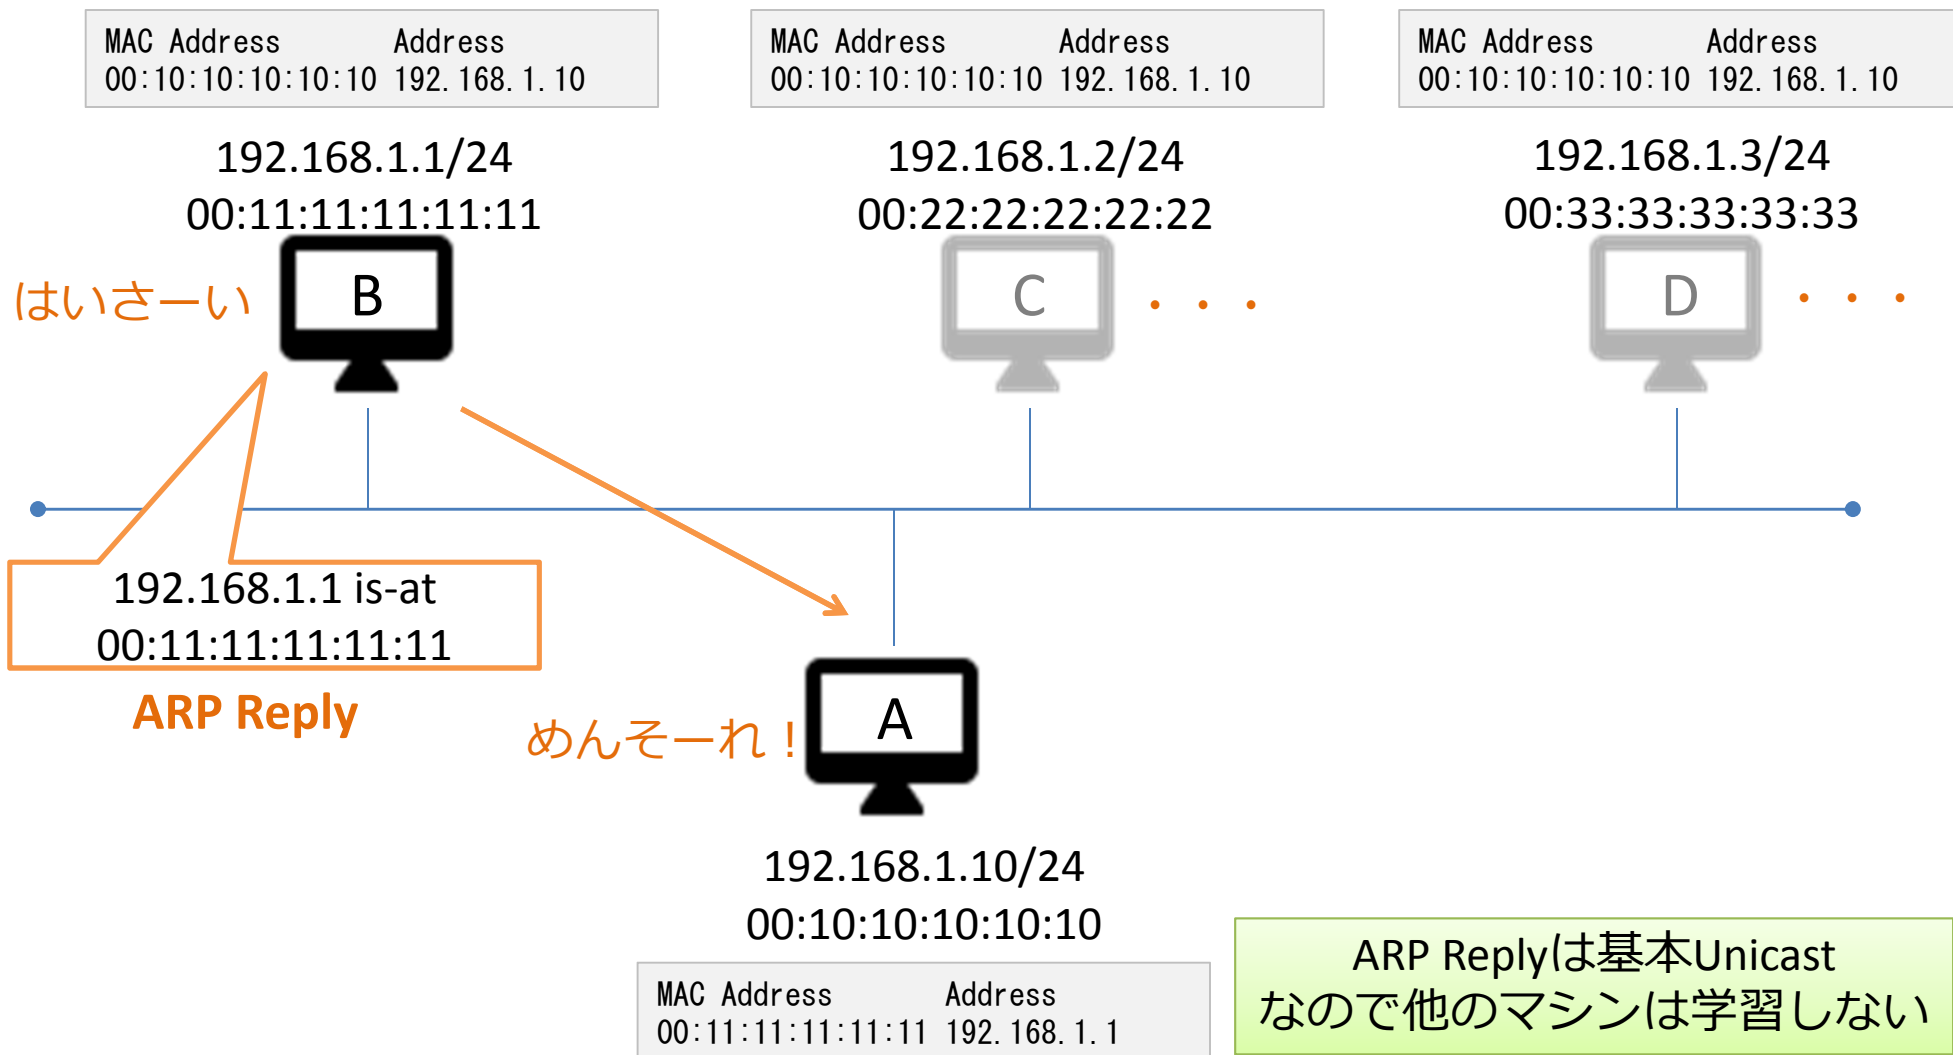 MAC Address Address
00:10:10:10:10:10 192.168.1.10
MAC Address Address
00:10:10:10:10:10 192.168.1.10
MAC Address Address
00:10:10:10:10:10 192.168.1.10
192.168.1.1/24
00:11:11:11:11:11
192.168.1.2/24
00:22:22:22:22:22
192.168.1.3/24
00:33:33:33:33:33
はいさーい
B
C
・・・
D
・・・
192.168.1.1 is-at
00:11:11:11:11:11
ARP Reply
めんそーれ！
A
192.168.1.10/24
00:10:10:10:10:10
MAC Address Address
00:11:11:11:11:11 192.168.1.1
ARP Replyは基本Unicast
なので他のマシンは学習しない